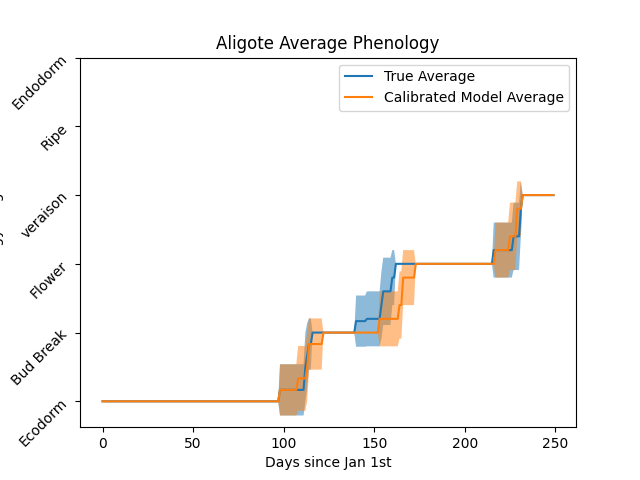 Aligote Average Phenology
True Average
Calibrated Model Average
Endodorm
Ripe
veraison
Flower
Bud Break
Ecodorm
0 50 100 150 200 250
Days since Jan 1st